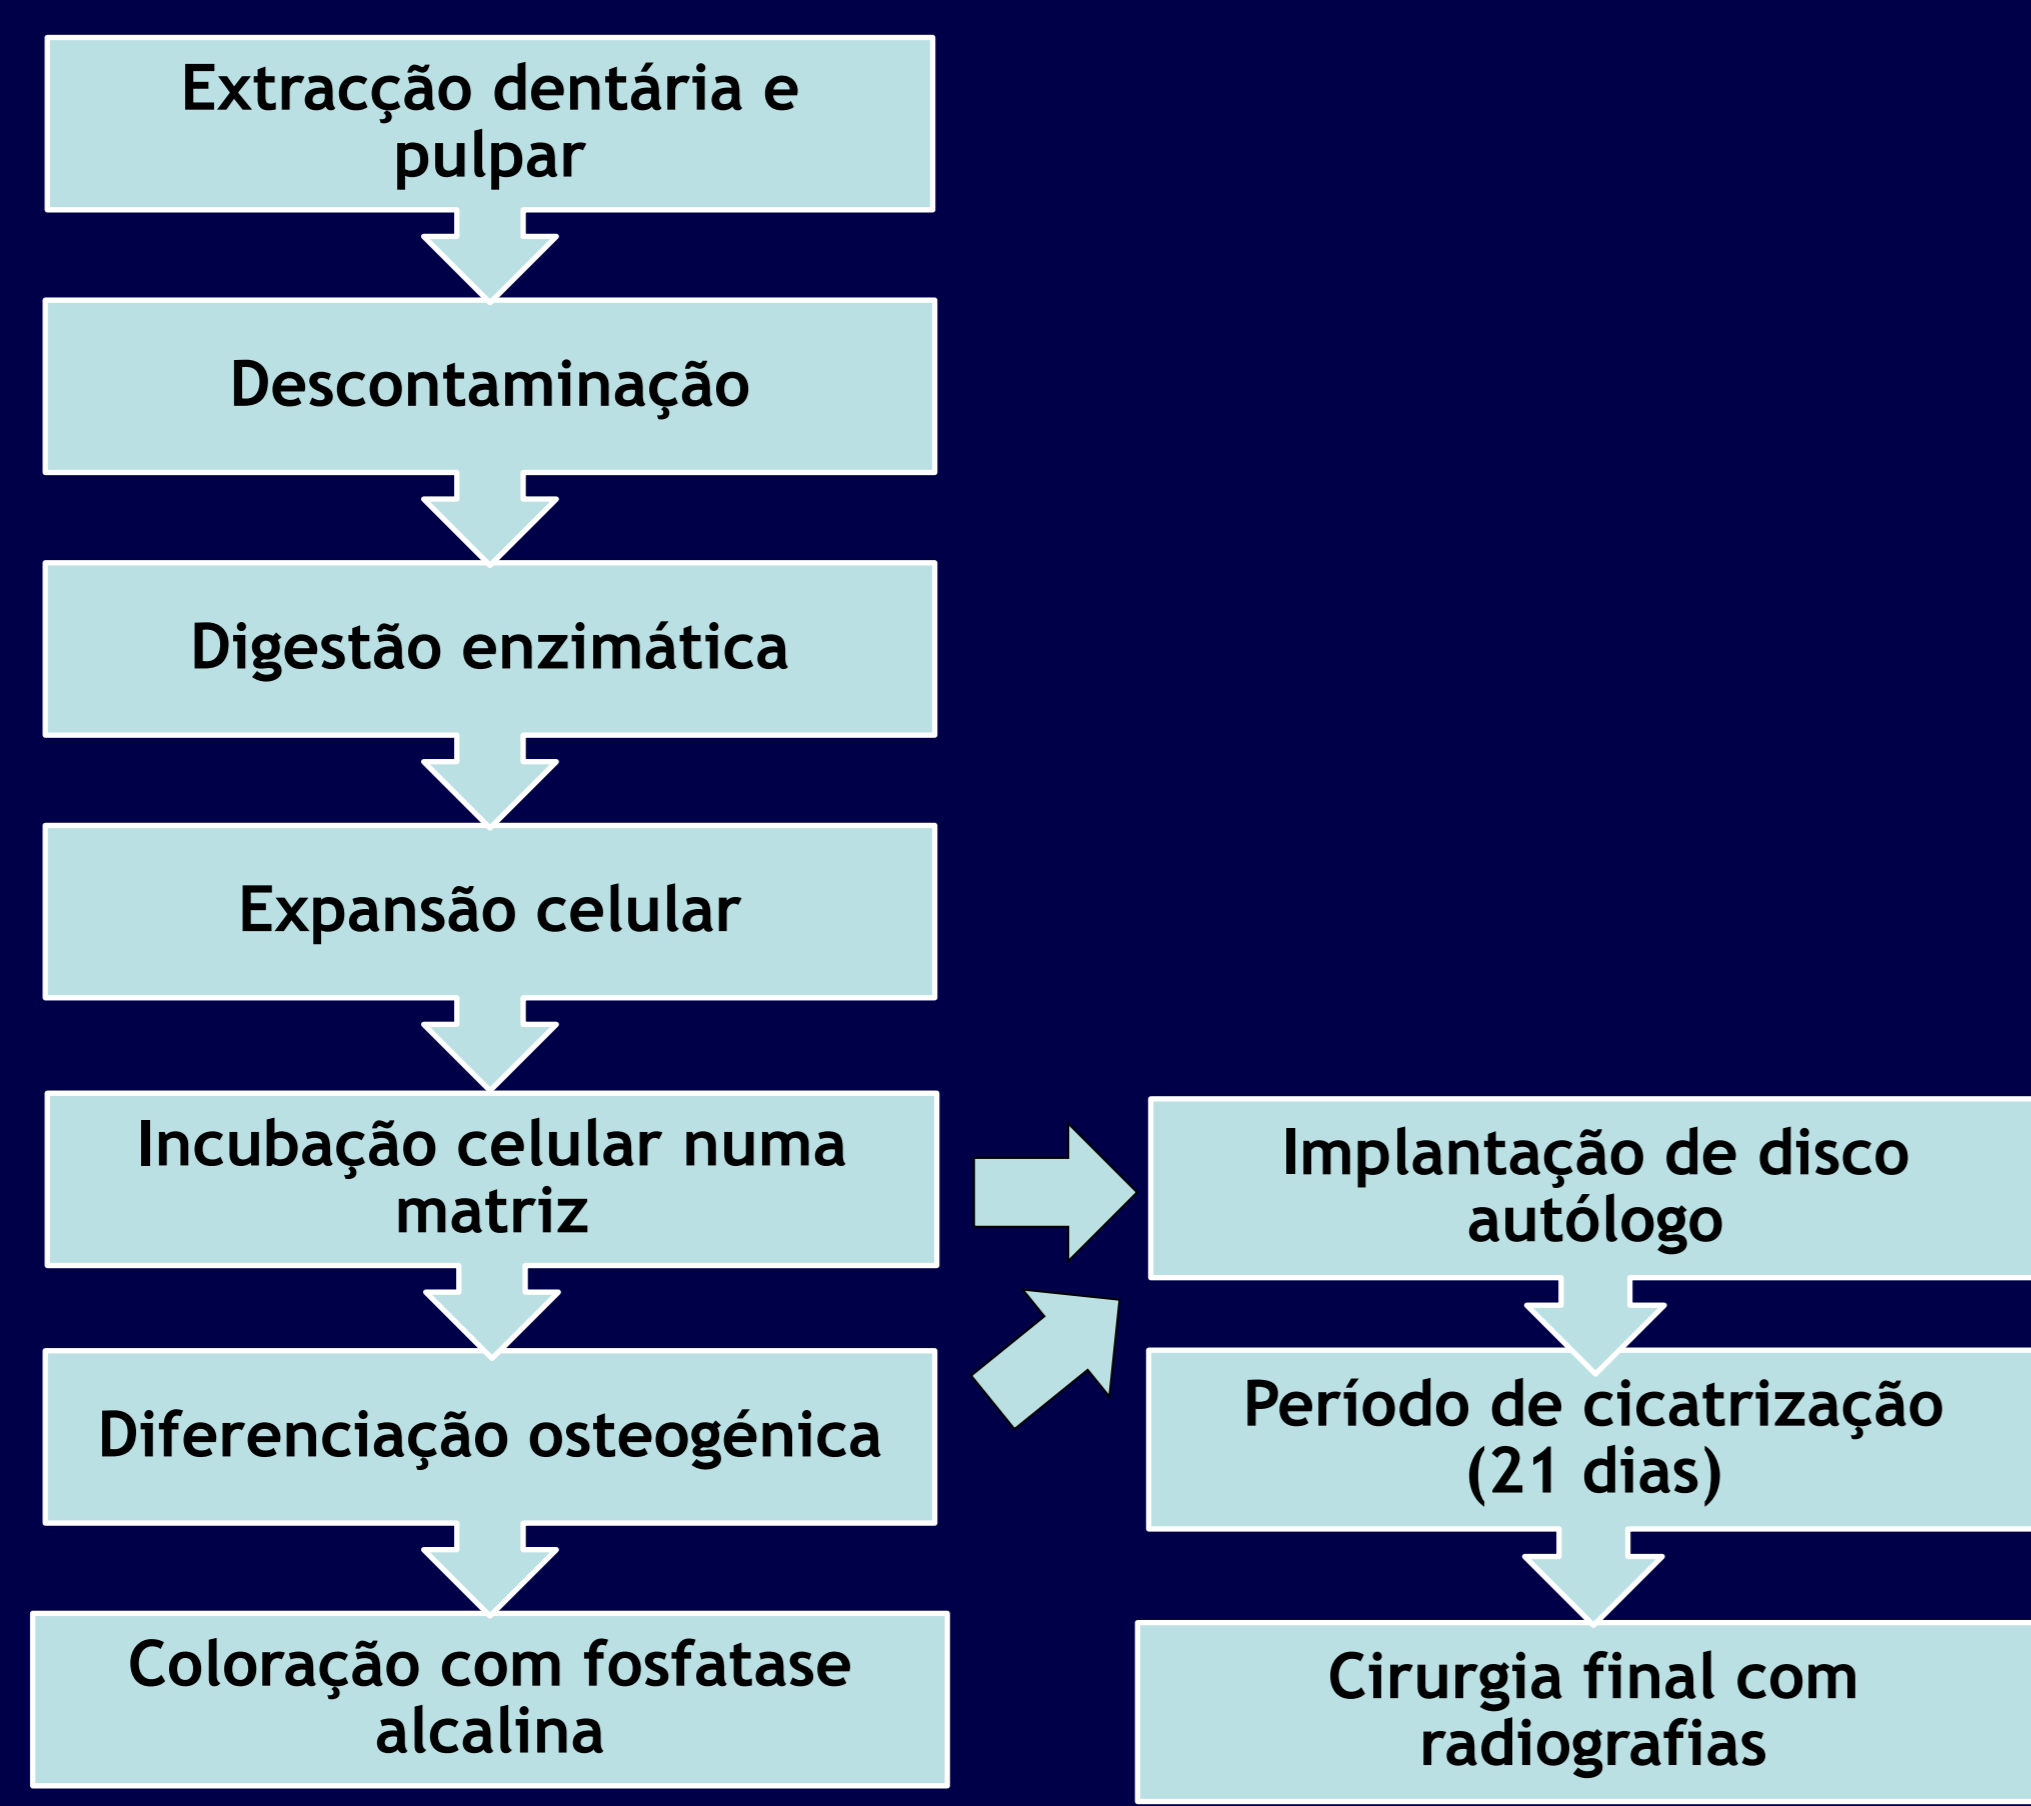 Extracção dentária e
pulpar
Descontaminação
Digestão enzimática
Expansão celular
Incubação celular numa
matriz
Diferenciação osteogénica
Coloração com fosfatase
alcalina
Implantação de disco
autólogo
Período de cicatrização
(21 dias)
Cirurgia final com
radiografias